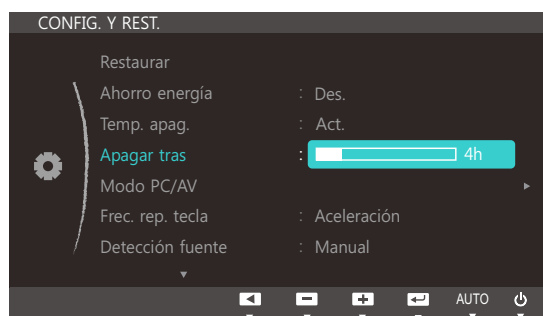 CONFIG. Y REST.
Restaurar
Ahorro energía : Des.
Temp. apag. : Act.
Apagar tras : 4h
Modo PC/AV
Frec. rep. tecla : Aceleración
Detección fuente : Manual
AUTO